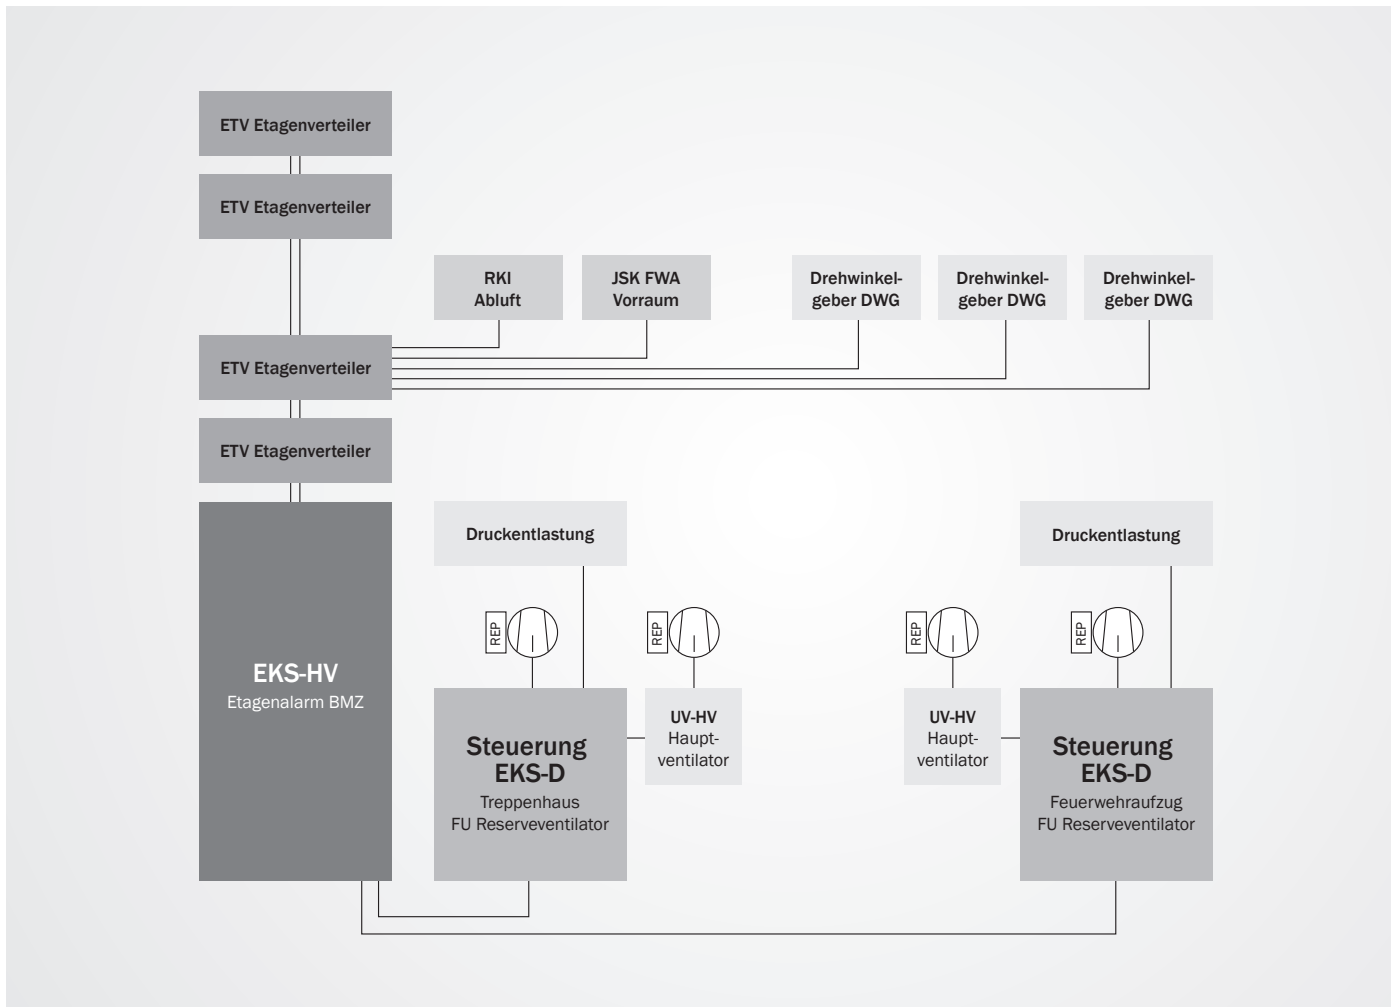 ETV Etagenverteiler
ETV Etagenverteiler
RKI
Abluft
JSK FWA
Vorraum
Drehwinkel-
geber DWG
Drehwinkel-
geber DWG
Drehwinkel-
geber DWG
ETV Etagenverteiler
ETV Etagenverteiler
EKS-HV
Etagenalarm BMZ
Druckentlastung
Druckentlastung
REP
REP
REP
REP
Steuerung
EKS-D
Treppenhaus
FU Reserveventilator
UV-HV
Haupt-
ventilator
UV-HV
Haupt-
ventilator
Steuerung
EKS-D
Feuerwehraufzug
FU Reserveventilator